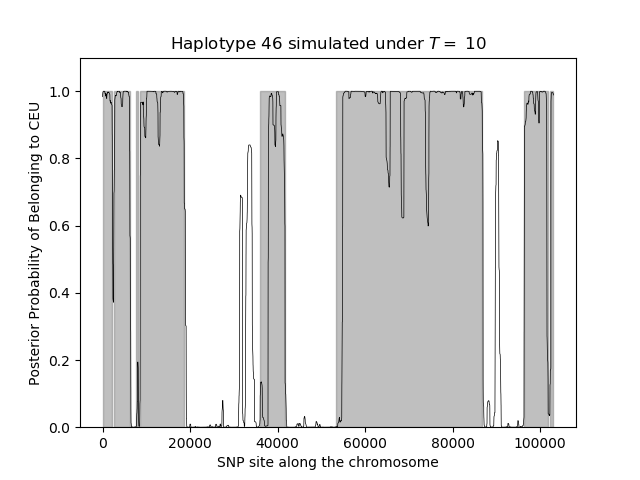 Haplotype 46 simulated under T = 10
Posterior Probability of Belonging to CEU
1.0
0.8
0.6
0.4
0.2
0.0
0 20000 40000 60000 80000 100000
SNP site along the chromosome